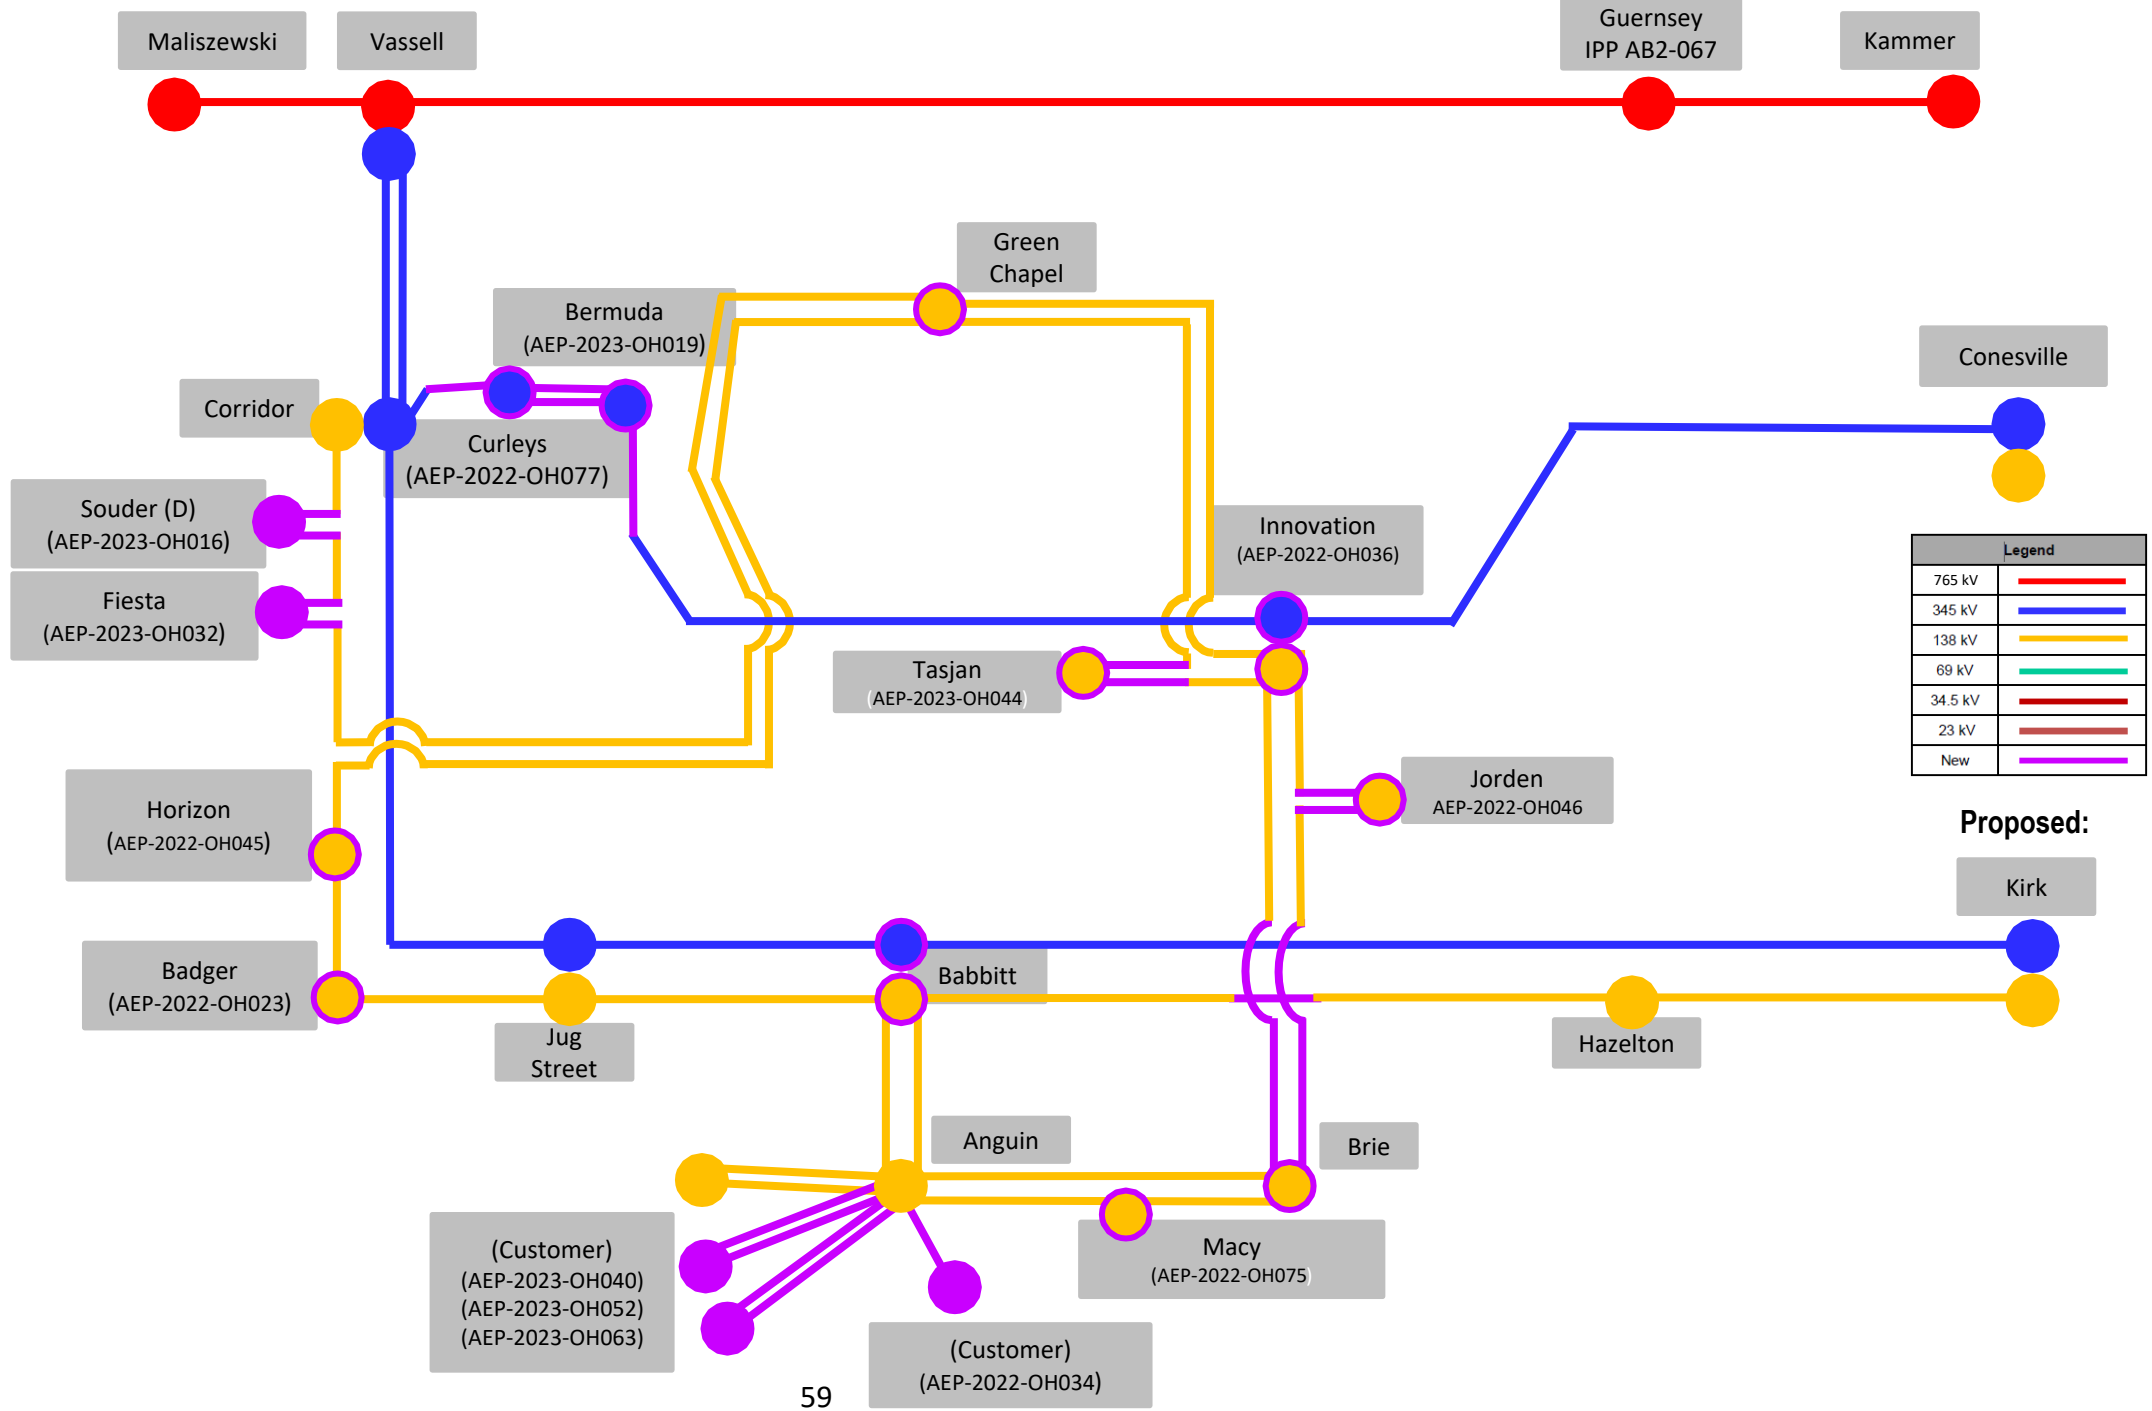 Maliszewski
Vassell
Guernsey
IPP AB2-067
Kammer
Green
Chapel
Bermuda
(AEP-2023-OH019)
Conesville
Corridor
Curleys
(AEP-2022-OH077)
Souder (D)
(AEP-2023-OH016)
Innovation
(AEP-2022-OH036)
Legend
765 kV
345 kV
138 kV
69 kV
34.5 kV
23 kV
New
Fiesta
(AEP-2023-OH032)
Tasjan
(AEP-2023-OH044)
Jorden
AEP-2022-OH046
Proposed:
Horizon
(AEP-2022-OH045)
Kirk
Badger
(AEP-2022-OH023)
Babbitt
Jug
Street
Hazelton
Anguin
Brie
(Customer)
(AEP-2023-OH040)
(AEP-2023-OH052)
(AEP-2023-OH063)
Macy
(AEP-2022-OH075)
(Customer)
(AEP-2022-OH034)
59